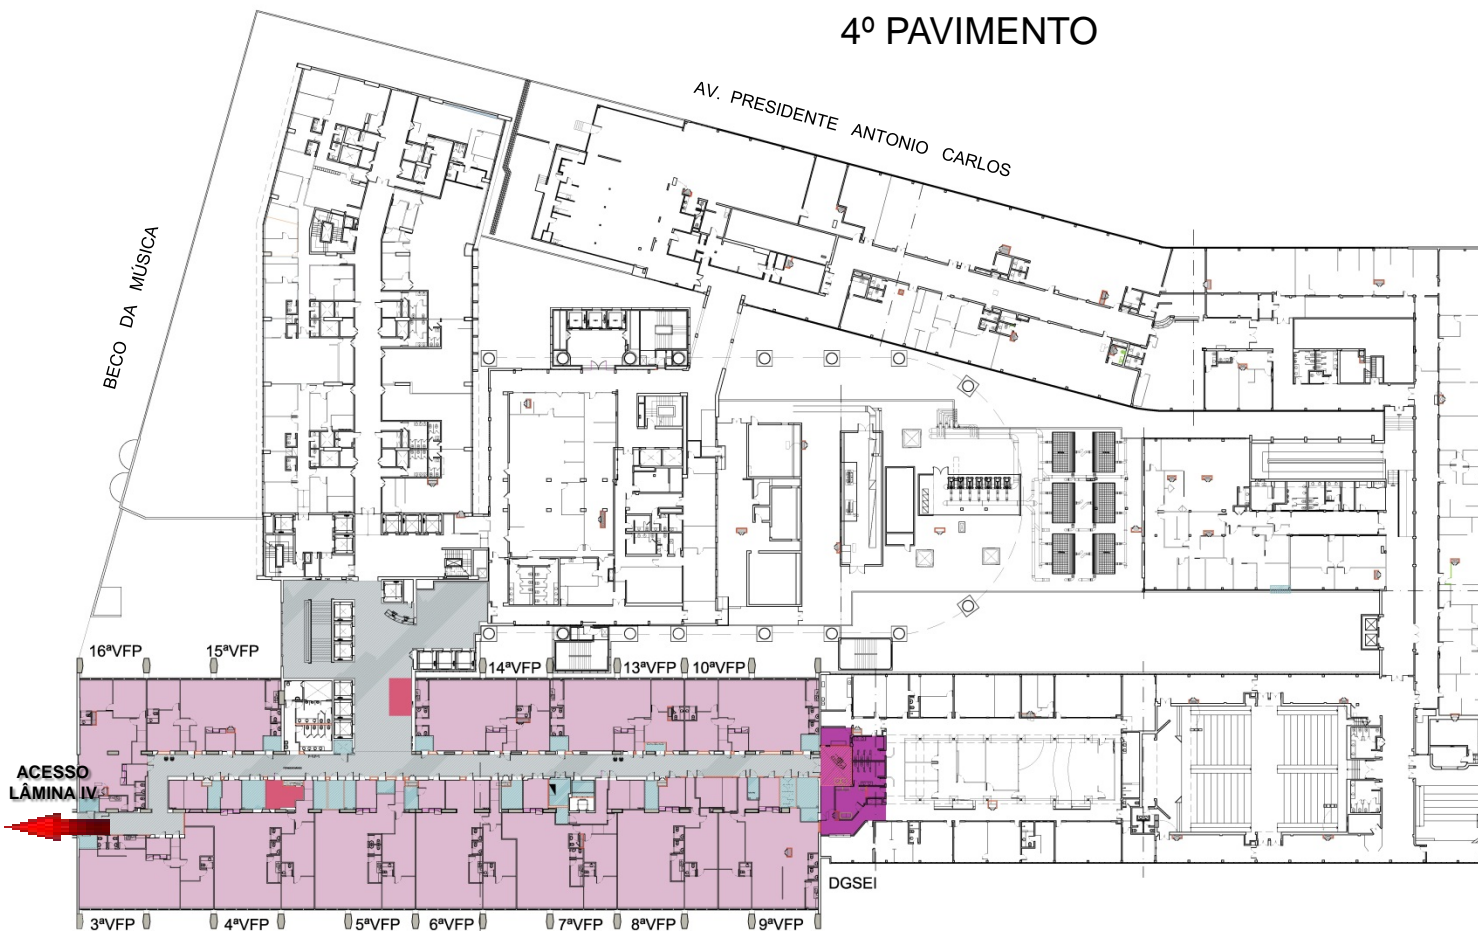 4º PAVIMENTO
AV. PRESIDENTE ANTONIO CARLOS
BECO DA MÚSICA
16ªVFP
15ªVFP
14ªVFP
13ªVFP
10ªVFP
ACESSO
LÂMINA IV
DGSEI
3ªVFP
4ªVFP
5ªVFP
6ªVFP
7ªVFP
8ªVFP
9ªVFP